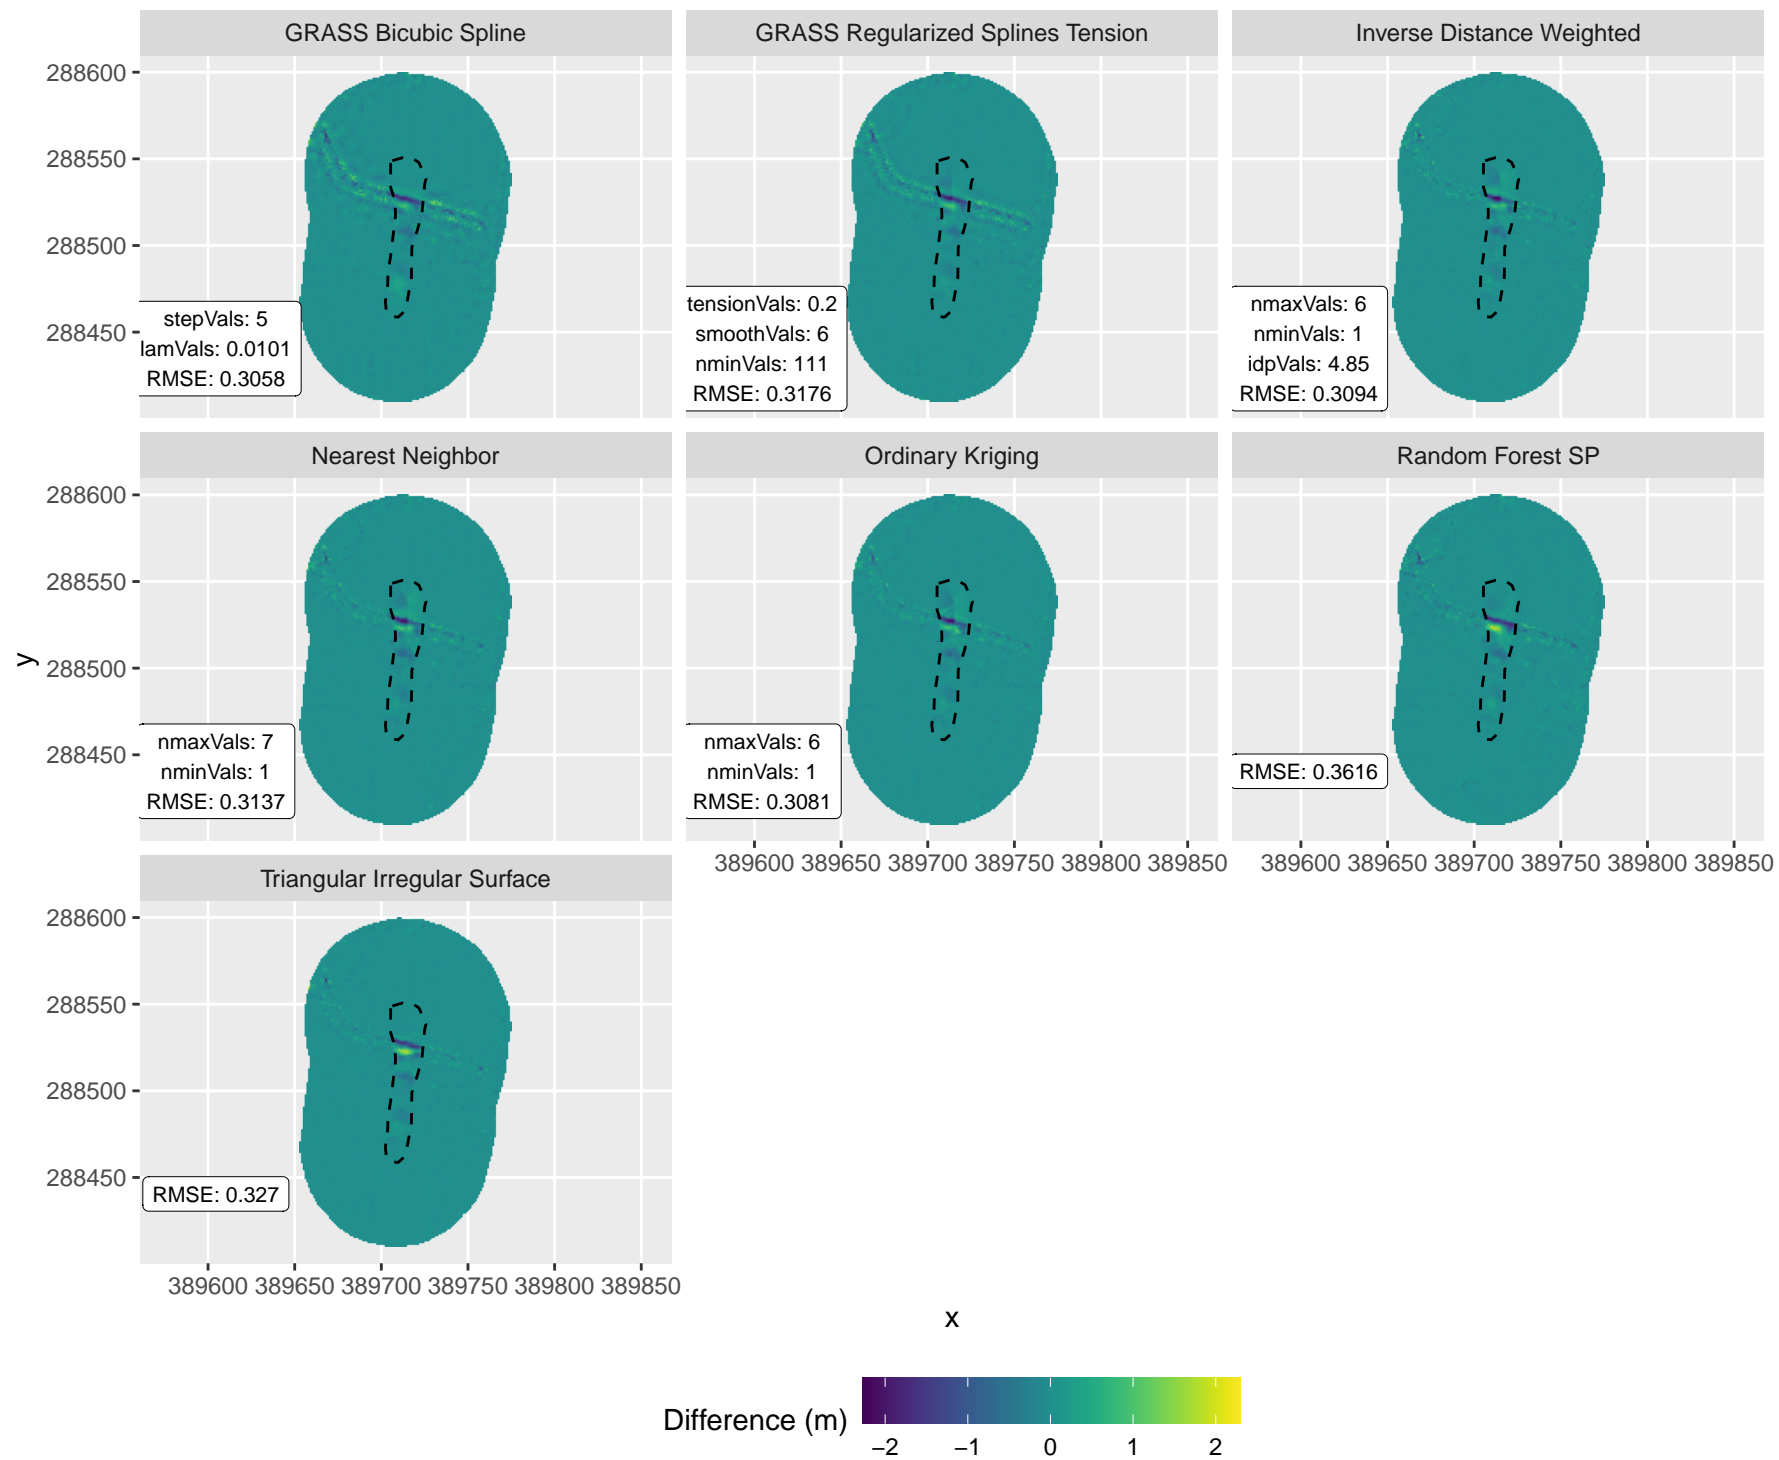 GRASS Bicubic Spline
GRASS Regularized Splines Tension
Inverse Distance Weighted
288600
288550
288500
288450
stepVals: 5
lamVals: 0.0101
RMSE: 0.3058
tensionVals: 0.2
smoothVals: 6
nminVals: 111
RMSE: 0.3176
nmaxVals: 6
nminVals: 1
idpVals: 4.85
RMSE: 0.3094
Nearest Neighbor
Ordinary Kriging
Random Forest SP
288600
288550
288500
288450
y
nmaxVals: 7
nminVals: 1
RMSE: 0.3137
nmaxVals: 6
nminVals: 1
RMSE: 0.3081
RMSE: 0.3616
389600 389650 389700 389750 389800 389850
389600 389650 389700 389750 389800 389850
Triangular Irregular Surface
288600
288550
288500
288450
RMSE: 0.327
389600 389650 389700 389750 389800 389850
x
Difference (m)
−2 −1 0 1 2